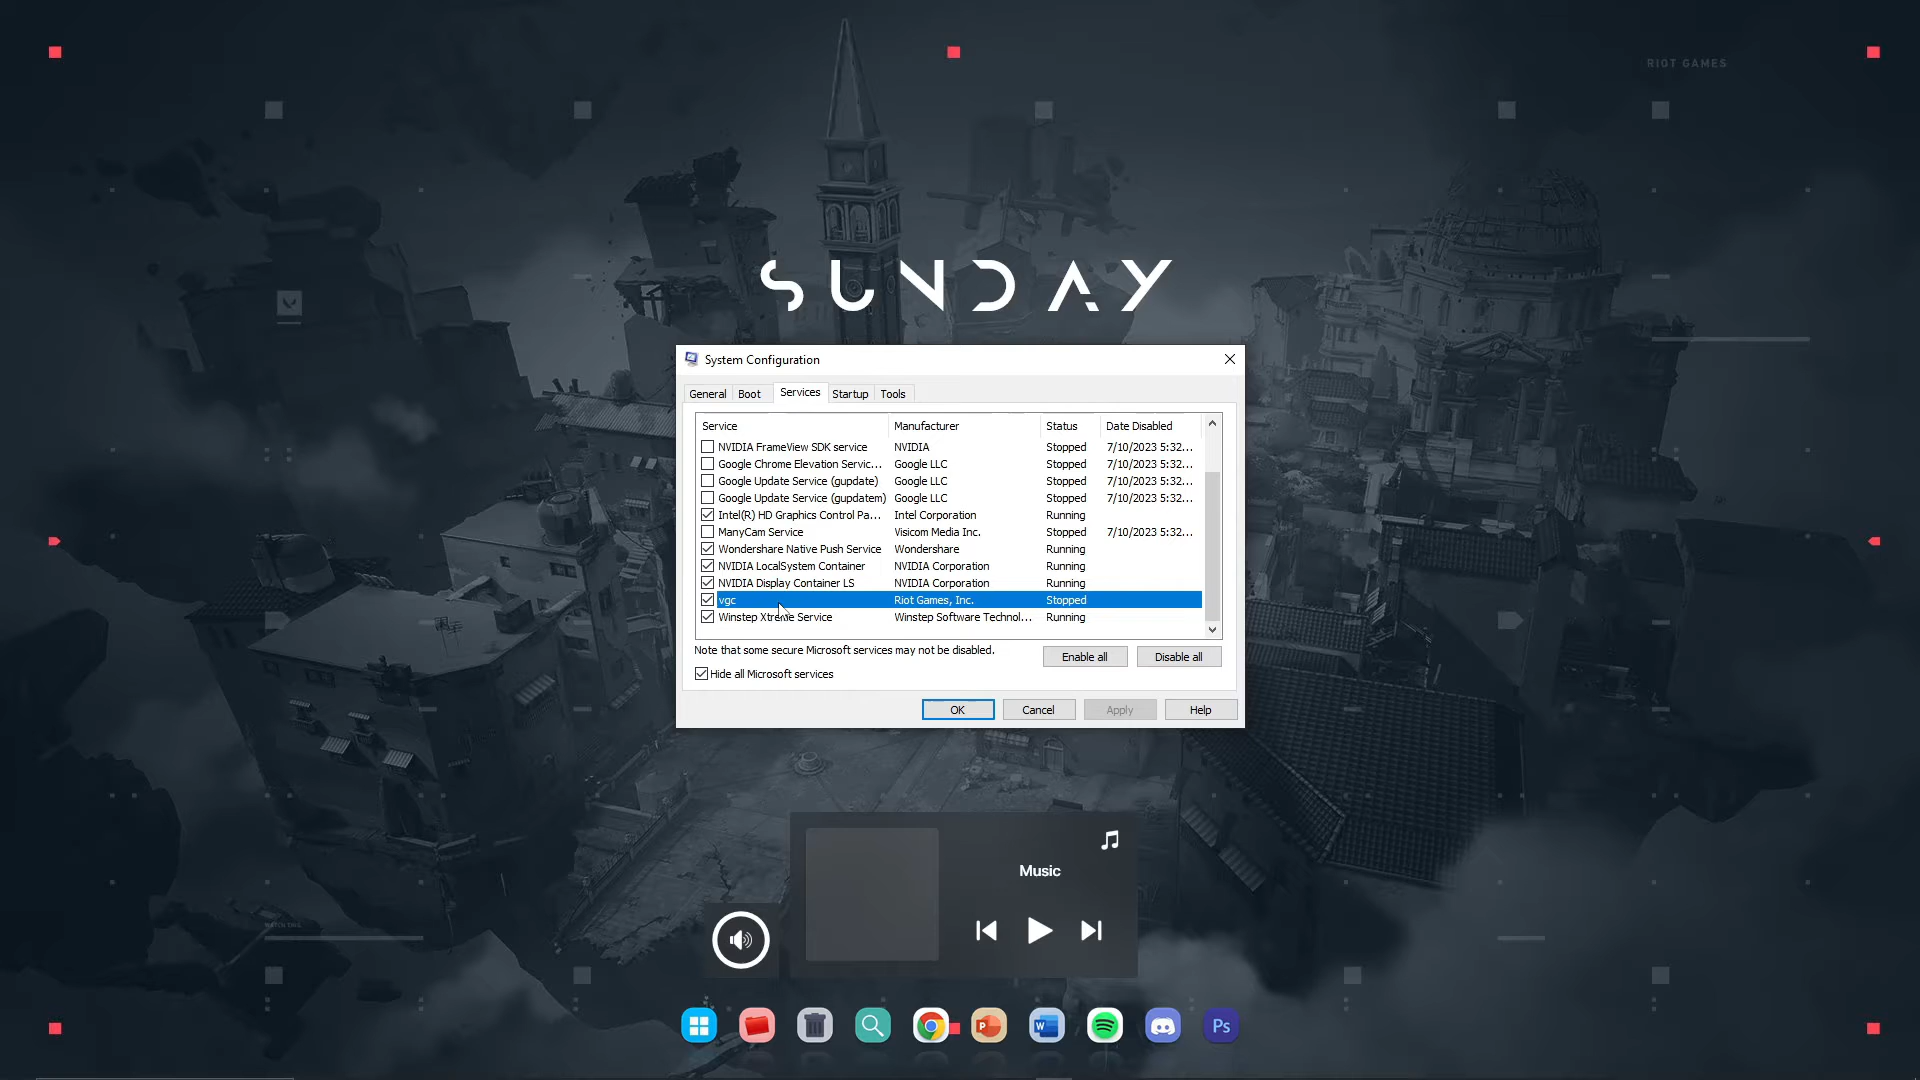 RIOT GAMES
SUNDAY
System Configuration
General Boot Services Startup Tools
Service Manufacturer Status Date Disabled
NVIDIA FrameView SDK service NVIDIA Stopped 7/10/2023 5:32...
Google Chrome Elevation Servic... Google LLC Stopped 7/10/2023 5:32...
Google Update Service (gupdate) Google LLC Stopped 7/10/2023 5:32...
Google Update Service (gupdatem) Google LLC Stopped 7/10/2023 5:32...
Intel(R) HD Graphics Control Pa... Intel Corporation Running
ManyCam Service Visicom Media Inc. Stopped 7/10/2023 5:32...
Wondershare Native Push Service Wondershare Running
NVIDIA LocalSystem Container NVIDIA Corporation Running
NVIDIA Display Container LS NVIDIA Corporation Running
vgc Riot Games, Inc. Stopped
Winstep Xtreme Service Winstep Software Technol... Running
Note that some secure Microsoft services may not be disabled.
Enable all Disable all
Hide all Microsoft services
OK Cancel Apply Help
Music
P W Ps